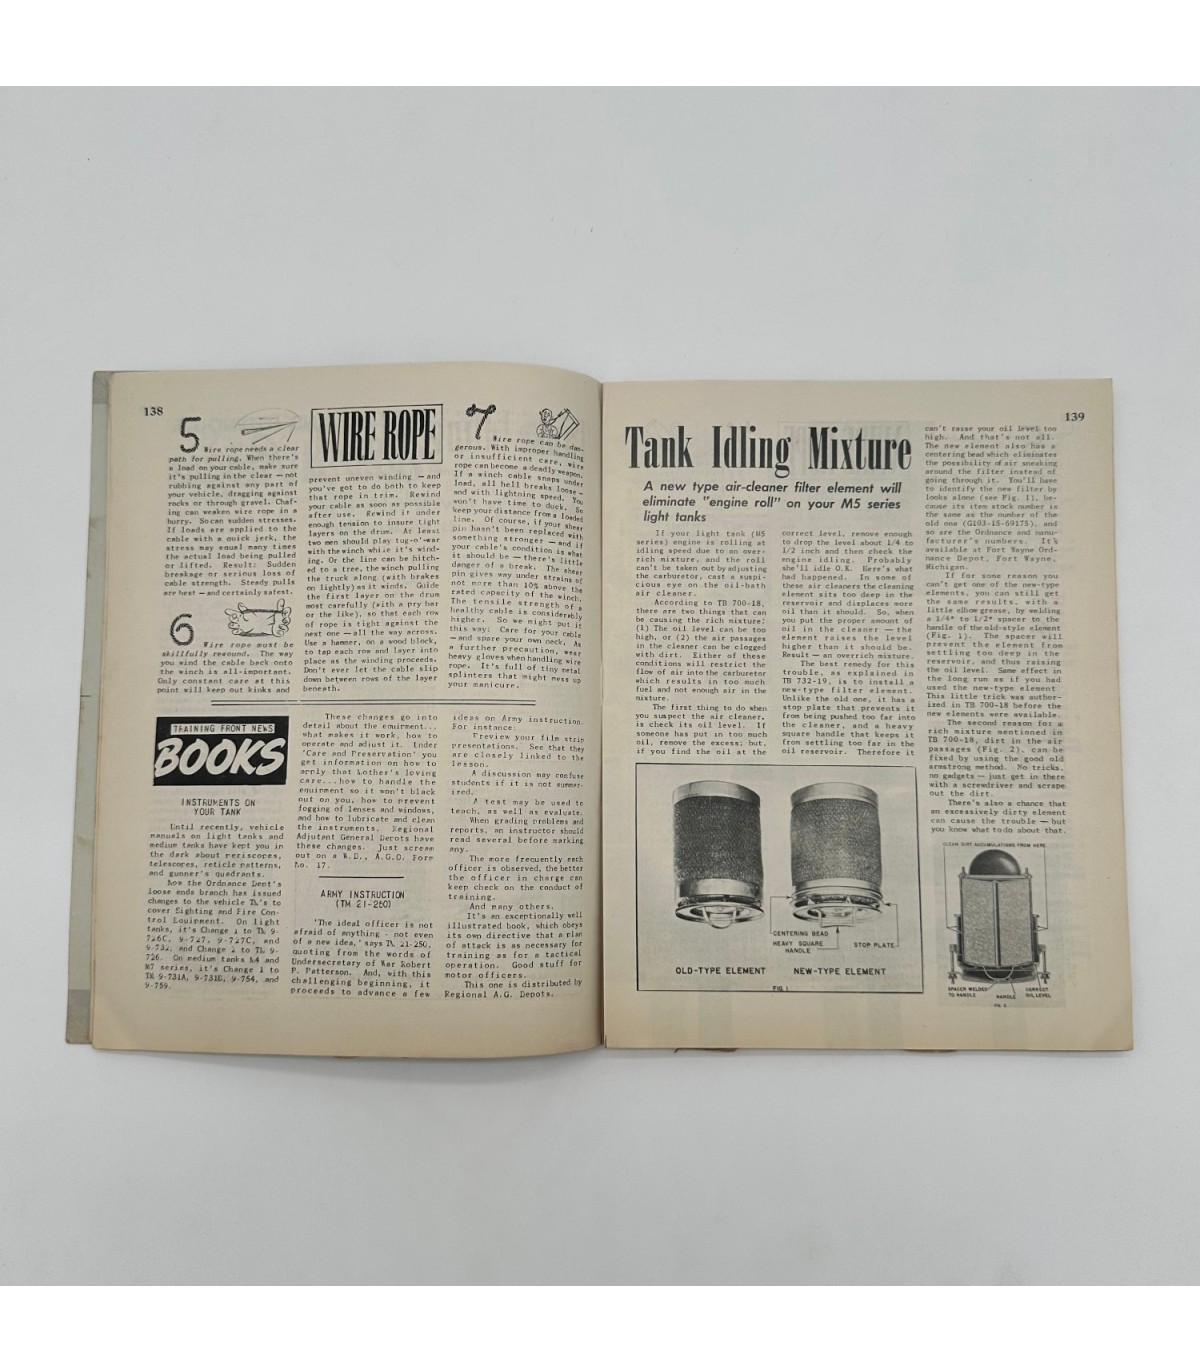 138
5
Wire rope needs a clear
path for pulling. When there's
a load on your cable, make sure
it's pulling in the clear — not
rubbing against any part of
your vehicle, dragging against
rocks or through gravel. Chaf-
ing can weaken wire rope in a
hurry. So can sudden stresses.
If loads are applied to the
cable with a quick jerk, the
stress may equal many times
the actual load being pulled
or lifted. Result: Sudden
breakage or serious loss of
cable strength. Steady pulls
are best — and certainly safest.
6
Wire rope must be
skillfully rewound. The way
you wind the cable back onto
the winch is all-important.
Only constant care at this
point will keep out kinks and
WIRE ROPE
prevent uneven winding — and
you've got to do both to keep
that rope in trim. Rewind
your cable as soon as possible
after use. Rewind it under
enough tension to insure tight
layers on the drum. At least
two men should play tug-o'-war
with the winch while it's wind-
ing. Or the line can be hitch-
ed to a tree, the winch pulling
the truck along (with brakes
on lightly) as it winds. Guide
the first layer on the drum
most carefully (with a pry bar
or the like), so that each row
of rope is tight against the
next one — all the way across.
Use a hammer, on a wood block,
to tap each row and layer into
place as the winding proceeds.
Don't ever let the cable slip
down between rows of the layer
beneath.
7
Wire rope can be dan-
gerous. With improper handling
or insufficient care, wire
rope can become a deadly weapon.
If a winch cable snaps under
load, all hell breaks loose —
and with lightning speed. You
won't have time to duck. So
keep your distance from a loaded
line. Of course, if your shear
pin hasn't been replaced with
something stronger — and if
your cable's condition is what
it should be — there's little
danger of a break. The shear
pin gives way under strains of
not more than 10% above the
rated capacity of the winch.
The tensile strength of a
healthy cable is considerably
higher. So we might put it
this way: Care for your cable
— and spare your own neck. As
a further precaution, wear
heavy gloves when handling wire
rope. It's full of tiny metal
splinters that might mess up
your manicure.
TRAINING FRONT NEWS
BOOKS
INSTRUMENTS ON
YOUR TANK
Until recently, vehicle
manuals on light tanks and
medium tanks have kept you in
the dark about periscopes,
telescopes, reticle patterns,
and gunner's quadrants.
Now the Ordnance Dept's
loose ends branch has issued
changes to the vehicle TM's to
cover Sighting and Fire Con-
trol Equipment. On light
tanks, it's Change 1 to TM 9-
726C, 9-727, 9-727C, and
9-732, and Change 2 to TM 9-
726. On medium tanks M4 and
M7 series, it's Change 1 to
TM 9-731A, 9-731B, 9-754, and
9-759.
These changes go into
detail about the equipment...
what makes it work, how to
operate and adjust it. Under
'Care and Preservation' you
get information on how to
apply that Mother's loving
care...how to handle the
equipment so it won't black
out on you, how to prevent
fogging of lenses and windows,
and how to lubricate and clean
the instruments. Regional
Adjutant General Depots have
these changes. Just scream
out on a W.D., A.G.O. Form
No. 17.
ARMY INSTRUCTION
(TM 21-250)
'The ideal officer is not
afraid of anything - not even
of a new idea,' says TM 21-250,
quoting from the words of
Undersecretary of War Robert
P. Patterson. And, with this
challenging beginning, it
proceeds to advance a few
ideas on Army instruction.
For instance:
Preview your film strip
presentations. See that they
are closely linked to the
lesson.
A discussion may confuse
students if it is not summar-
ized.
A test may be used to
teach, as well as evaluate.
When grading problems and
reports, an instructor should
read several before marking
any.
The more frequently each
officer is observed, the better
the officer in charge can
keep check on the conduct of
training.
And many others.
It's an exceptionally well
illustrated book, which obeys
its own directive that a plan
of attack is as necessary for
training as for a tactical
operation. Good stuff for
motor officers.
This one is distributed by
Regional A.G. Depots.
139
Tank Idling Mixture
A new type air-cleaner filter element will
eliminate "engine roll" on your M5 series
light tanks
If your light tank (M5
series) engine is rolling at
idling speed due to an over-
rich mixture, and the roll
can't be taken out by adjusting
the carburetor, cast a suspi-
cious eye on the oil-bath
air cleaner.
According to TB 700-18,
there are two things that can
be causing the rich mixture:
(1) The oil level can be too
high, or (2) the air passages
in the cleaner can be clogged
with dirt. Either of these
conditions will restrict the
flow of air into the carburetor
which results in too much
fuel and not enough air in the
mixture.
The first thing to do when
you suspect the air cleaner,
is check its oil level. If
someone has put in too much
oil, remove the excess; but,
if you find the oil at the
correct level, remove enough
to drop the level about 1/4 to
1/2 inch and then check the
engine idling. Probably
she'll idle O.K. Here's what
had happened. In some of
these air cleaners the cleaning
element sits too deep in the
reservoir and displaces more
oil than it should. So, when
you put the proper amount of
oil in the cleaner — the
element raises the level
higher than it should be.
Result — an overrich mixture.
The best remedy for this
trouble, as explained in
TB 732-19, is to install a
new-type filter element.
Unlike the old one, it has a
stop plate that prevents it
from being pushed too far into
the cleaner, and a heavy
square handle that keeps it
from settling too far in the
oil reservoir. Therefore it
can't raise your oil level too
high. And that's not all.
The new element also has a
centering bead which eliminates
the possibility of air sneaking
around the filter instead of
going through it. You'll have
to identify the new filter by
looks alone (see Fig. 1), be-
cause its item stock number is
the same as the number of the
old one (G103-15-69175), and
so are the Ordnance and manu-
facturer's numbers. It's
available at Fort Wayne Ord-
nance Depot, Fort Wayne,
Michigan.
If for some reason you
can't get one of the new-type
elements, you can still get
the same results, with a
little elbow grease, by welding
a 1/4" to 1/2" spacer to the
handle of the old-style element
(Fig. 1). The spacer will
prevent the element from
settling too deep in the
reservoir, and thus raising
the oil level. Same effect in
the long run as if you had
used the new-type element.
This little trick was author-
ized in TB 700-18 before the
new elements were available.
The second reason for a
rich mixture mentioned in
TB 700-18, dirt in the air
passages (Fig. 2), can be
fixed by using the good old
armstrong method. No tricks,
no gadgets — just get in there
with a screwdriver and scrape
out the dirt.
There's also a chance that
an excessively dirty element
can cause the trouble — but
you know what to do about that.
CENTERING BEAD
HEAVY SQUARE
HANDLE
STOP PLATE
OLD-TYPE ELEMENT
NEW-TYPE ELEMENT
FIG. 1
CLEAN DIRT ACCUMULATIONS FROM HERE
SPACER WELDED
TO HANDLE
HANDLE
CORRECT
OIL LEVEL
FIG. 2